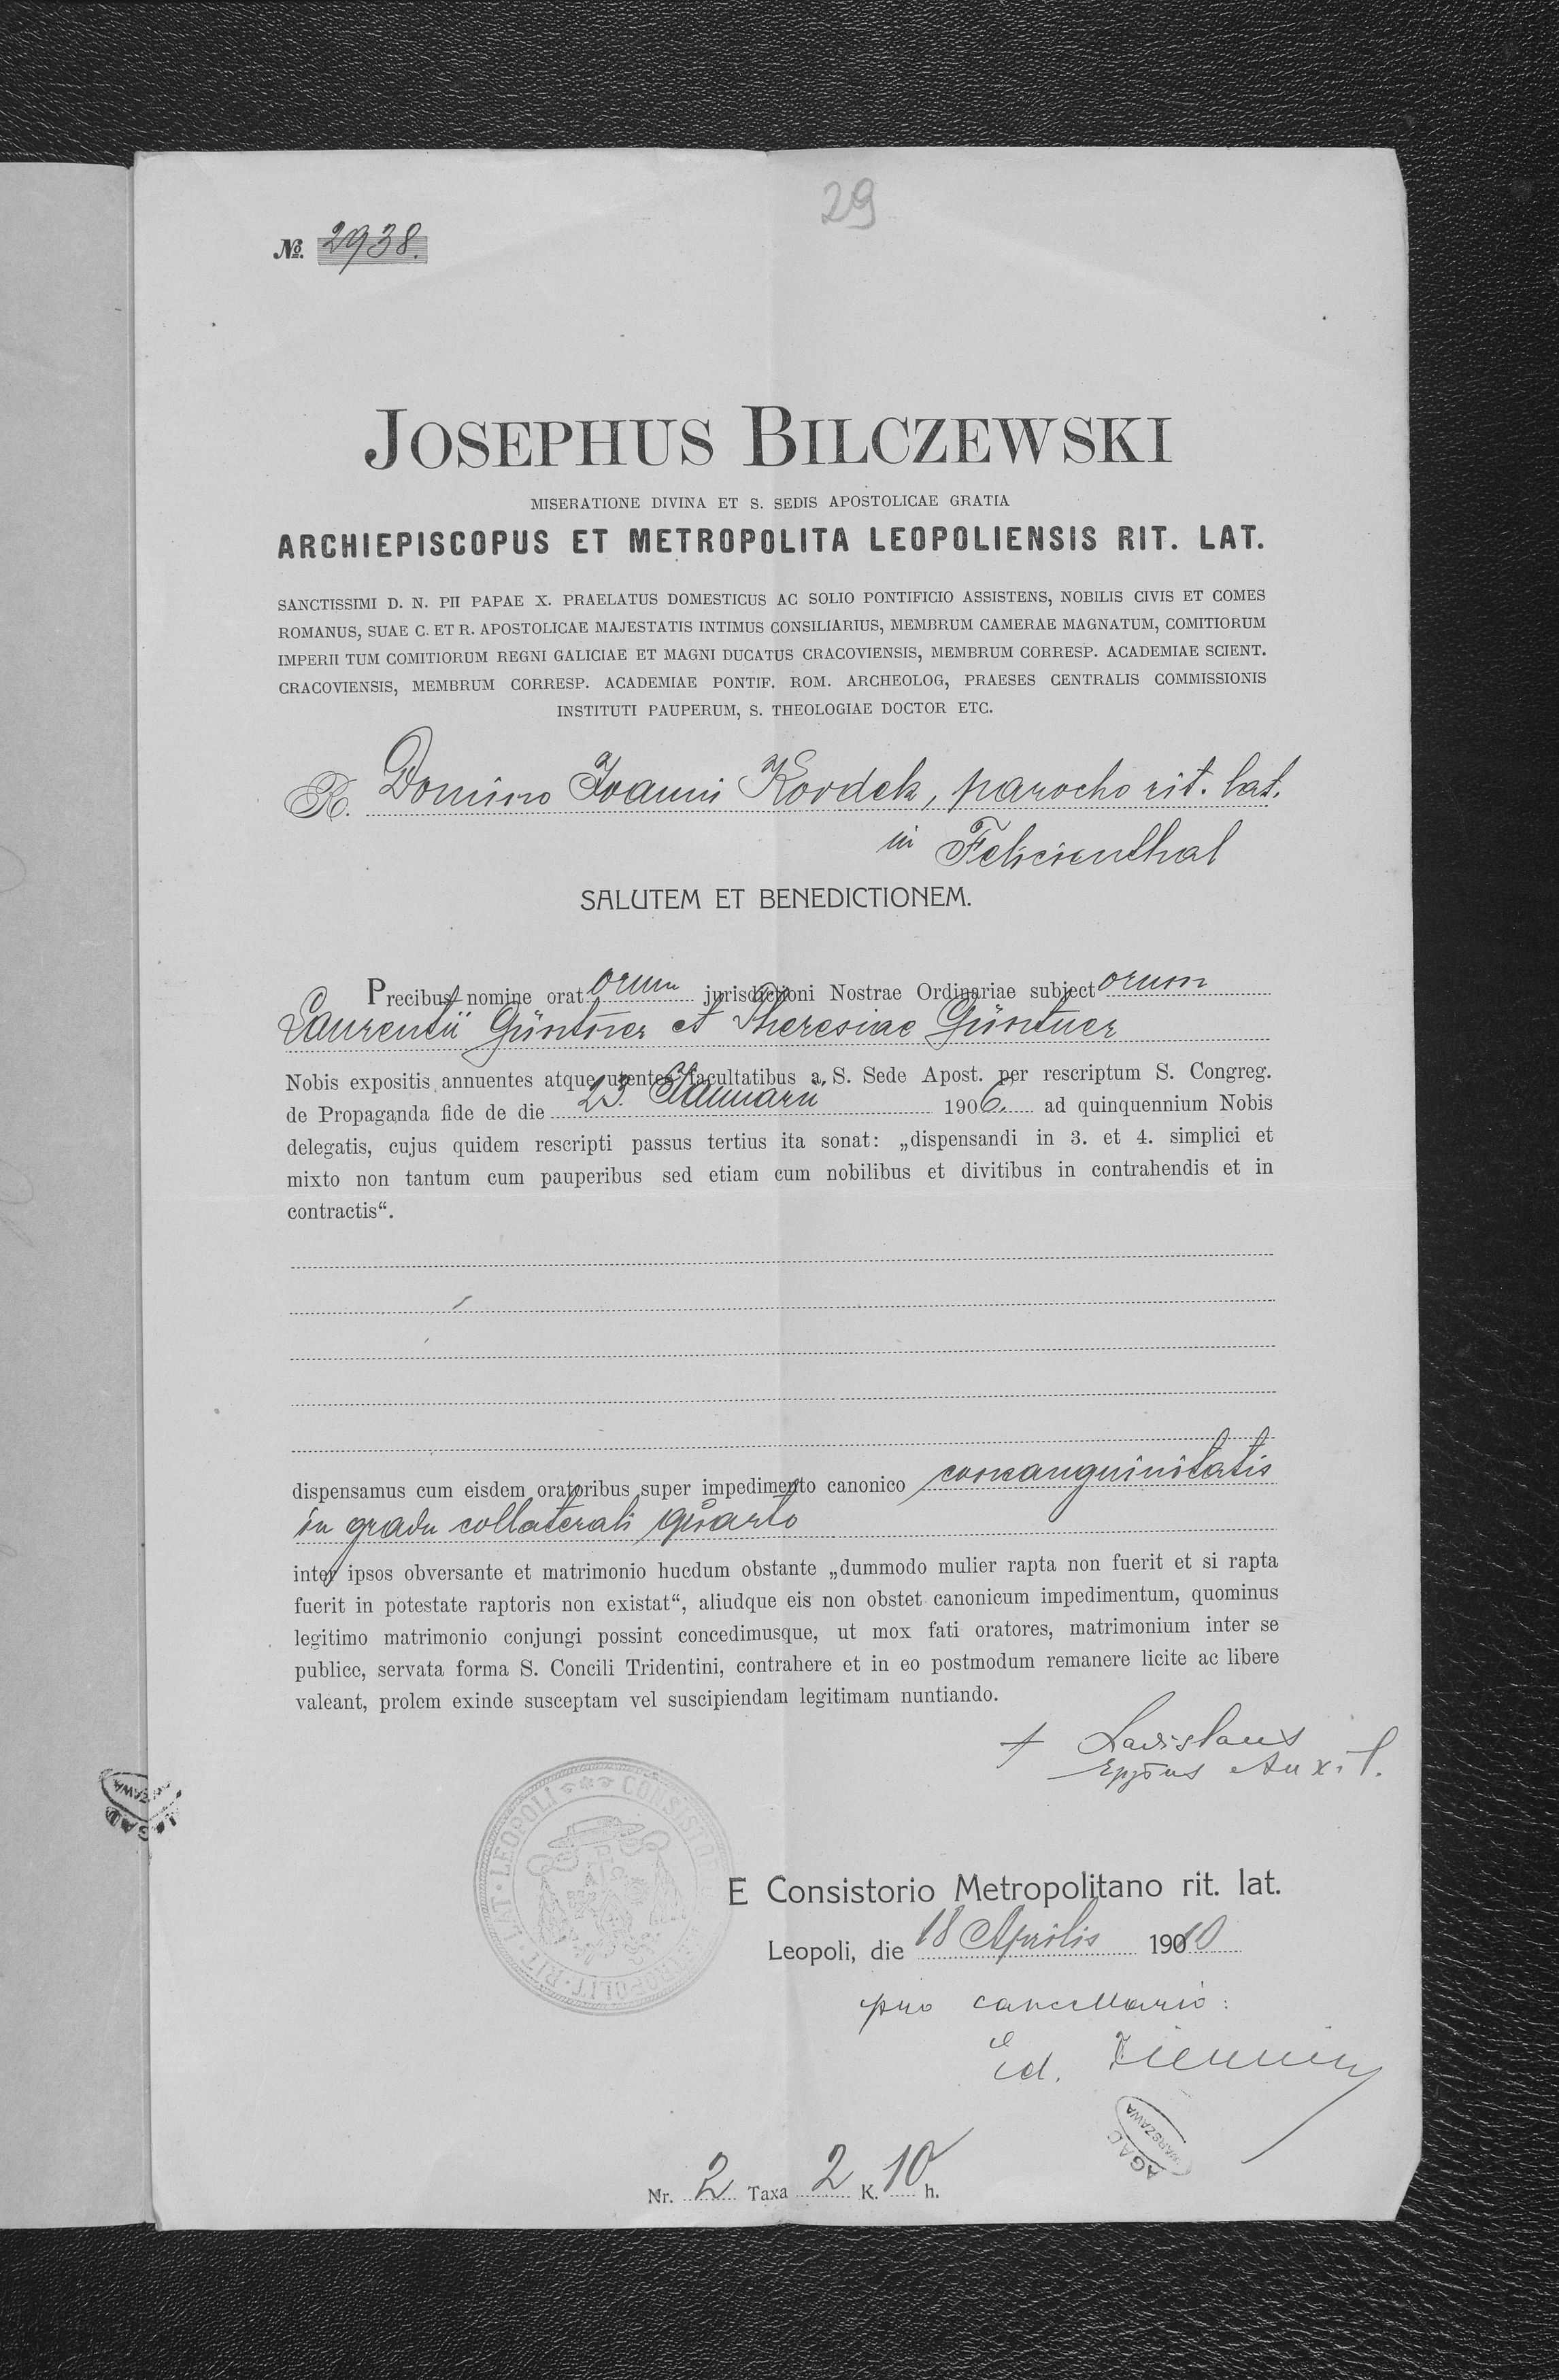 29
No. 2938.
JOSEPHUS BILCZEWSKI
MISERATIONE DIVINA ET S. SEDIS APOSTOLICAE GRATIA
ARCHIEPISCOPUS ET METROPOLITA LEOPOLIENSIS RIT. LAT.
SANCTISSIMI D. N. PII PAPAE X. PRAELATUS DOMESTICUS AC SOLIO PONTIFICIO ASSISTENS, NOBILIS CIVIS ET COMES
ROMANUS, SUAE C. ET R. APOSTOLICAE MAJESTATIS INTIMUS CONSILIARIUS, MEMBRUM CAMERAE MAGNATUM, COMITIORUM
IMPERII TUM COMITIORUM REGNI GALICIAE ET MAGNI DUCATUS CRACOVIENSIS, MEMBRUM CORRESP. ACADEMIAE SCIENT.
CRACOVIENSIS, MEMBRUM CORRESP. ACADEMIAE PONTIF. ROM. ARCHEOLOG, PRAESES CENTRALIS COMMISSIONIS
INSTITUTI PAUPERUM, S. THEOLOGIAE DOCTOR ETC.
R. Domino Joanni Kordek, parocho rit. lat.
in Felicienthal
SALUTEM ET BENEDICTIONEM.
Precibus nomine orat orum jurisdictioni Nostrae Ordinariae subject orum
Laurentii Güntner et Theresiae Güntner
Nobis expositis annuentes atque utentes facultatibus a S. Sede Apost. per rescriptum S. Congreg.
de Propaganda fide de die 23. Januarii 1906. ad quinquennium Nobis
delegatis, cujus quidem rescripti passus tertius ita sonat: „dispensandi in 3. et 4. simplici et
mixto non tantum cum pauperibus sed etiam cum nobilibus et divitibus in contrahendis et in
contractis“.
dispensamus cum eisdem oratoribus super impedimento canonico consanguinitatis
in gradu collaterali quarto
inter ipsos obversante et matrimonio hucdum obstante „dummodo mulier rapta non fuerit et si rapta
fuerit in potestate raptoris non existat“, aliudque eis non obstet canonicum impedimentum, quominus
legitimo matrimonio conjungi possint concedimusque, ut mox fati oratores, matrimonium inter se
publice, servata forma S. Concili Tridentini, contrahere et in eo postmodum remanere licite ac libere
valeant, prolem exinde susceptam vel suscipiendam legitimam nuntiando.
† Ladislaus
Eppus Auxil.
E Consistorio Metropolitano rit. lat.
Leopoli, die 18 Aprilis 1910
pro cancellario:
Ed.
AGAD
WARSZAWA
Nr. 2 Taxa 2 K. 10 h.